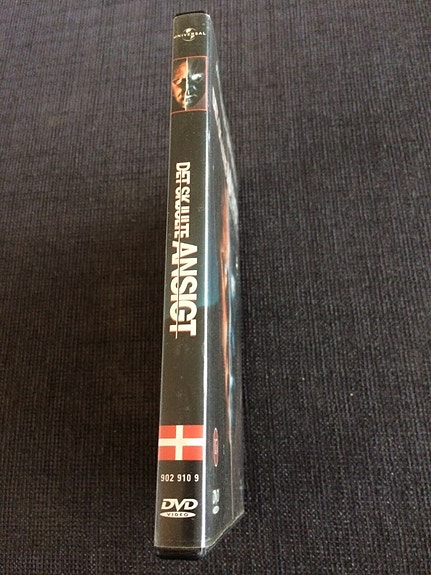 UNIVERSAL
DET SKJULTE ANSIGT
902 910 9
DVD
VIDEO